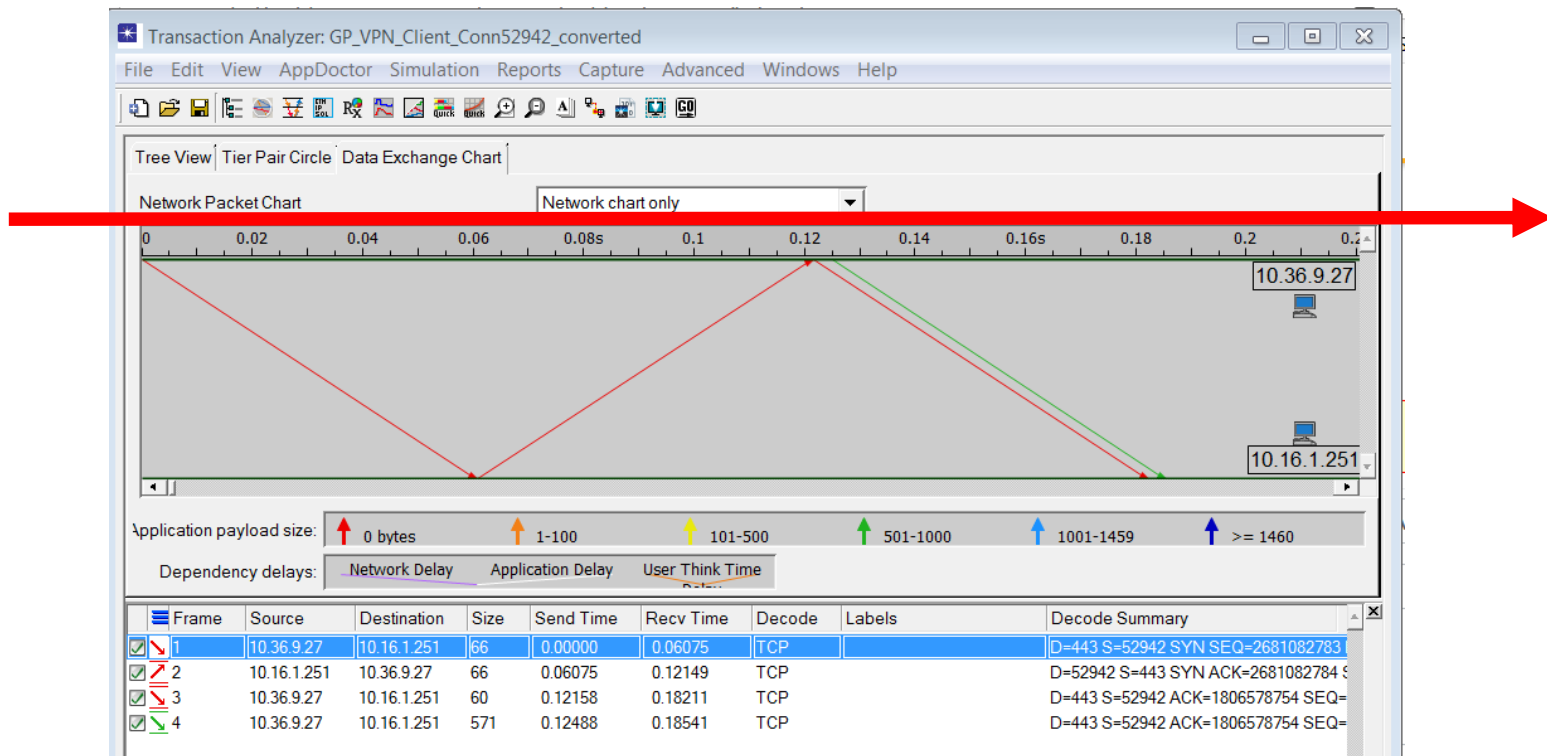 Transaction Analyzer: GP_VPN_Client_Conn52942_converted
File Edit View AppDoctor Simulation Reports Capture Advanced Windows Help
Tree View Tier Pair Circle Data Exchange Chart
Network Packet Chart Network chart only
0 0.02 0.04 0.06 0.08s 0.1 0.12 0.14 0.16s 0.18 0.2
10.36.9.27
10.16.1.251
Application payload size: 0 bytes 1-100 101-500 501-1000 1001-1459 >= 1460
Dependency delays: Network Delay Application Delay User Think Time
Frame Source Destination Size Send Time Recv Time Decode Labels Decode Summary
1 10.36.9.27 10.16.1.251 66 0.00000 0.06075 TCP D=443 S=52942 SYN SEQ=2681082783
2 10.16.1.251 10.36.9.27 66 0.06075 0.12149 TCP D=52942 S=443 SYN ACK=2681082784 S
3 10.36.9.27 10.16.1.251 60 0.12158 0.18211 TCP D=443 S=52942 ACK=1806578754 SEQ=
4 10.36.9.27 10.16.1.251 571 0.12488 0.18541 TCP D=443 S=52942 ACK=1806578754 SEQ=